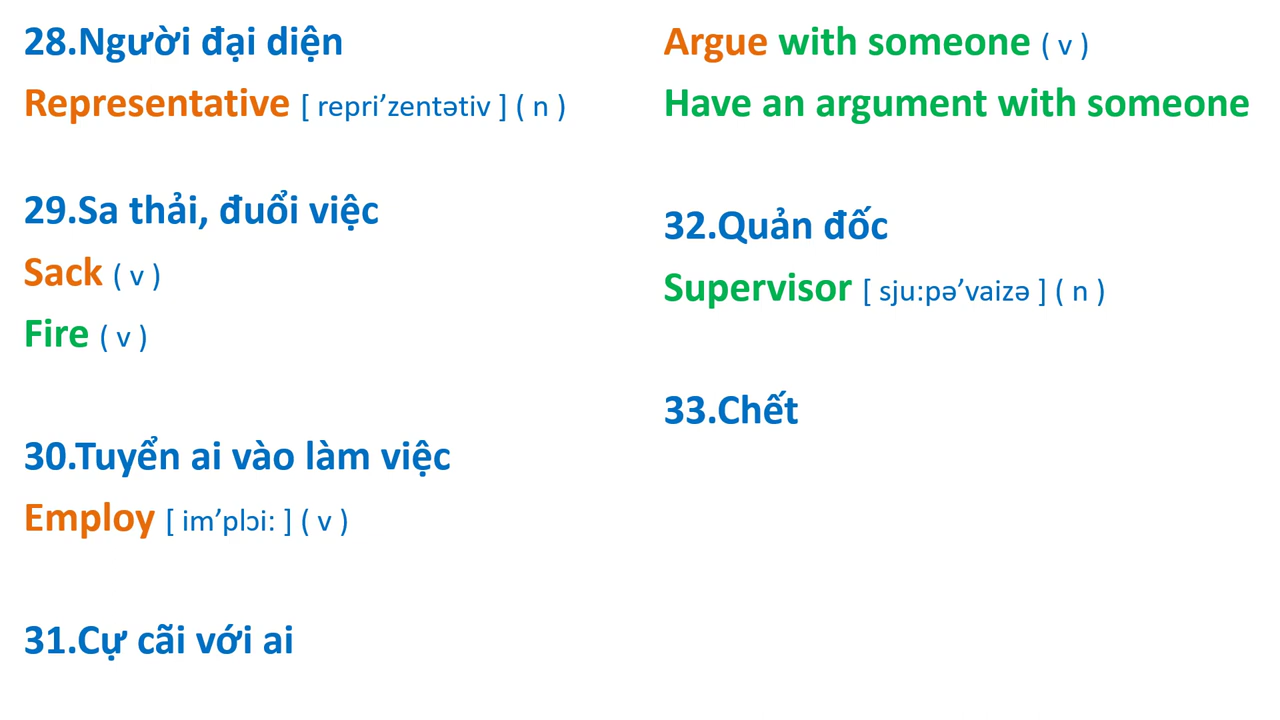 28.Người đại diện
Representative [ repri’zentətiv ] ( n )
29.Sa thải, đuổi việc
Sack ( v )
Fire ( v )
30.Tuyển ai vào làm việc
Employ [ im’plɔi: ] ( v )
31.Cự cãi với ai
Argue with someone ( v )
Have an argument with someone
32.Quản đốc
Supervisor [ sju:pə’vaizə ] ( n )
33.Chết